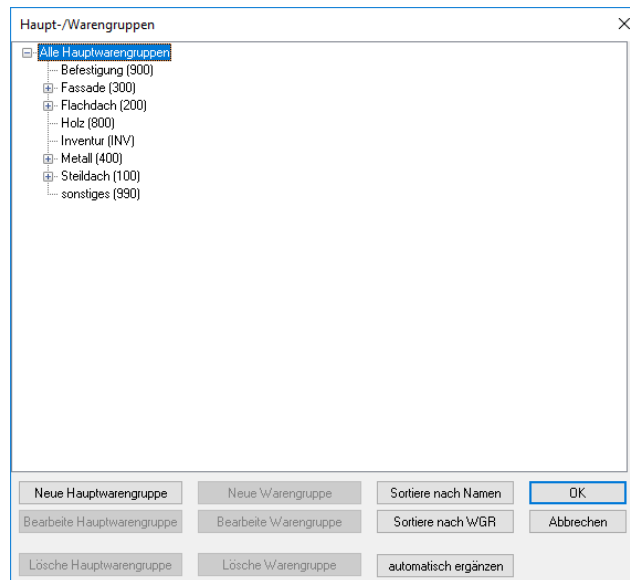 Haupt-/Warengruppen
Alle Hauptwarengruppen
Befestigung (900)
Fassade (300)
Flachdach (200)
Holz (800)
Inventur (INV)
Metall (400)
Steildach (100)
sonstiges (990)
Neue Hauptwarengruppe Neue Warengruppe Sortiere nach Namen OK
Bearbeite Hauptwarengruppe Bearbeite Warengruppe Sortiere nach WGR Abbrechen
Lösche Hauptwarengruppe Lösche Warengruppe automatisch ergänzen